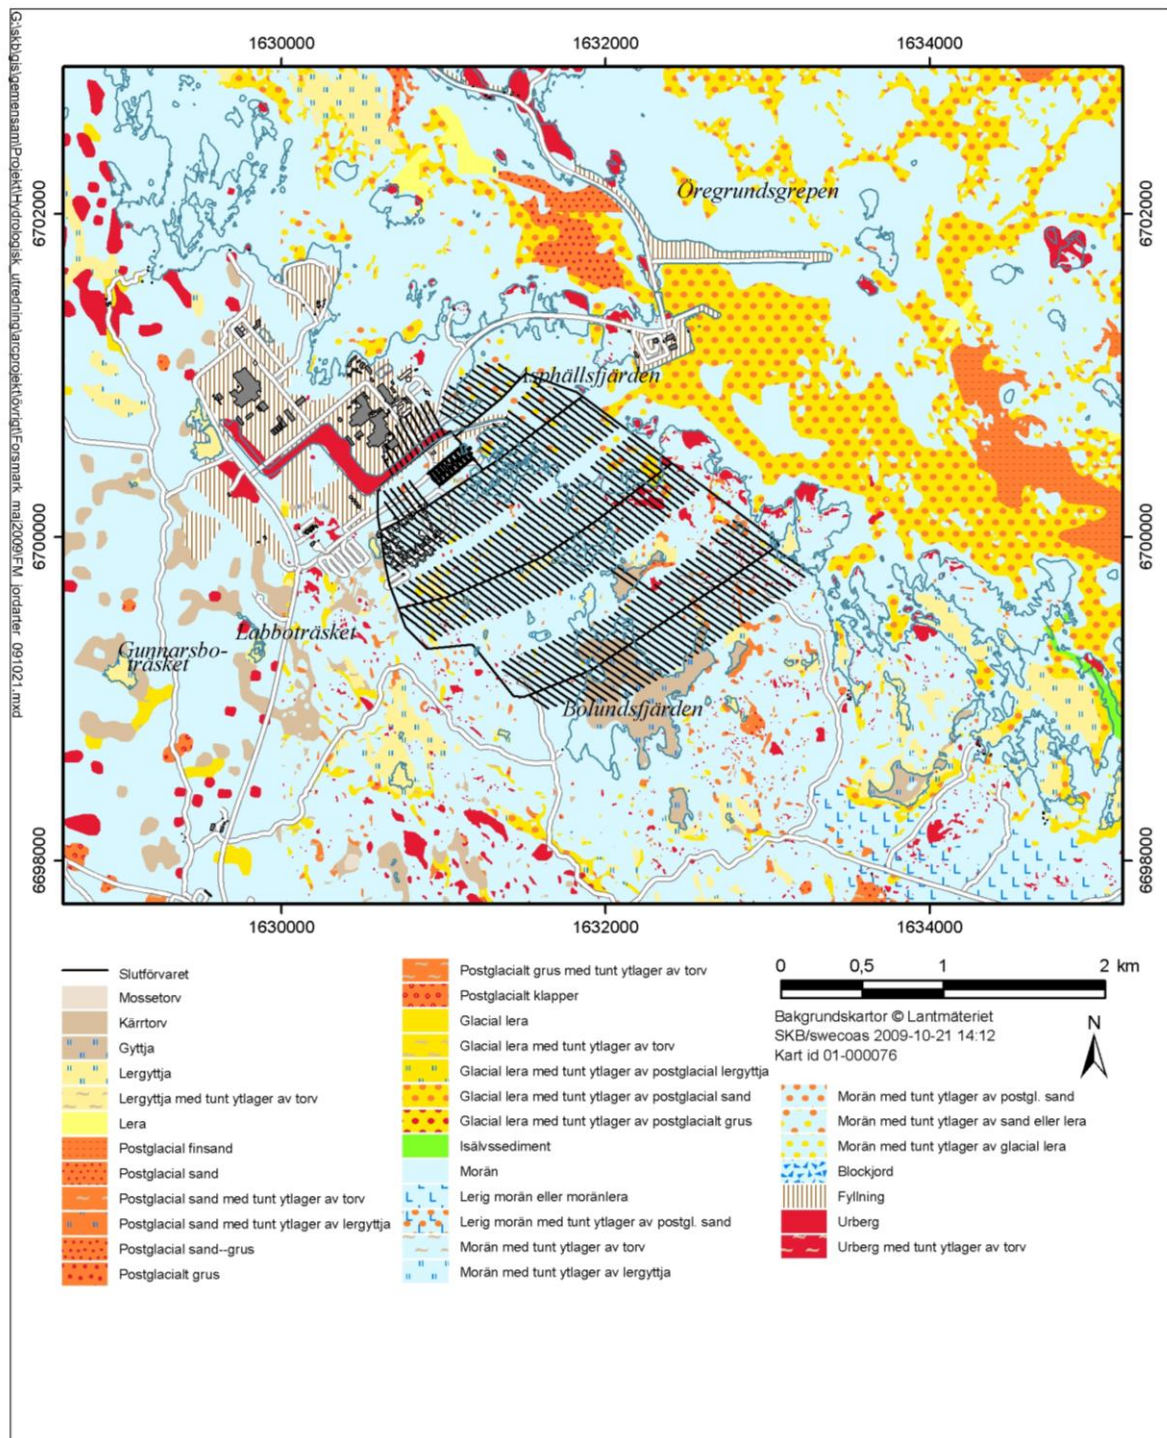 G:\skb\gis\gemensam\Projekt\Hydrologisk_utredning\arcprojekt\övrigt\Forsmark_maj2009\FM_jordarter_091021.mxd
1630000
1632000
1634000
6702000
6702000
Öregrundsgrepen
Asphällsfjärden
6700000
6700000
Labboträsket
Gunnarsbo-
träsket
Bolundsfjärden
6698000
6698000
1630000
1632000
1634000
Slutförvaret
Mossetorv
Kärrtorv
Gyttja
Lergyttja
Lergyttja med tunt ytlager av torv
Lera
Postglacial finsand
Postglacial sand
Postglacial sand med tunt ytlager av torv
Postglacial sand med tunt ytlager av lergyttja
Postglacial sand--grus
Postglacialt grus
Postglacialt grus med tunt ytlager av torv
Postglacialt klapper
Glacial lera
Glacial lera med tunt ytlager av torv
Glacial lera med tunt ytlager av postglacial lergyttja
Glacial lera med tunt ytlager av postglacial sand
Glacial lera med tunt ytlager av postglacialt grus
Isälvssediment
Morän
Lerig morän eller moränlera
Lerig morän med tunt ytlager av postgl. sand
Morän med tunt ytlager av torv
Morän med tunt ytlager av lergyttja
0 0,5 1 2 km
Bakgrundskartor © Lantmäteriet
SKB/swecoas 2009-10-21 14:12
Kart id 01-000076
N
Morän med tunt ytlager av postgl. sand
Morän med tunt ytlager av sand eller lera
Morän med tunt ytlager av glacial lera
Blockjord
Fyllning
Urberg
Urberg med tunt ytlager av torv